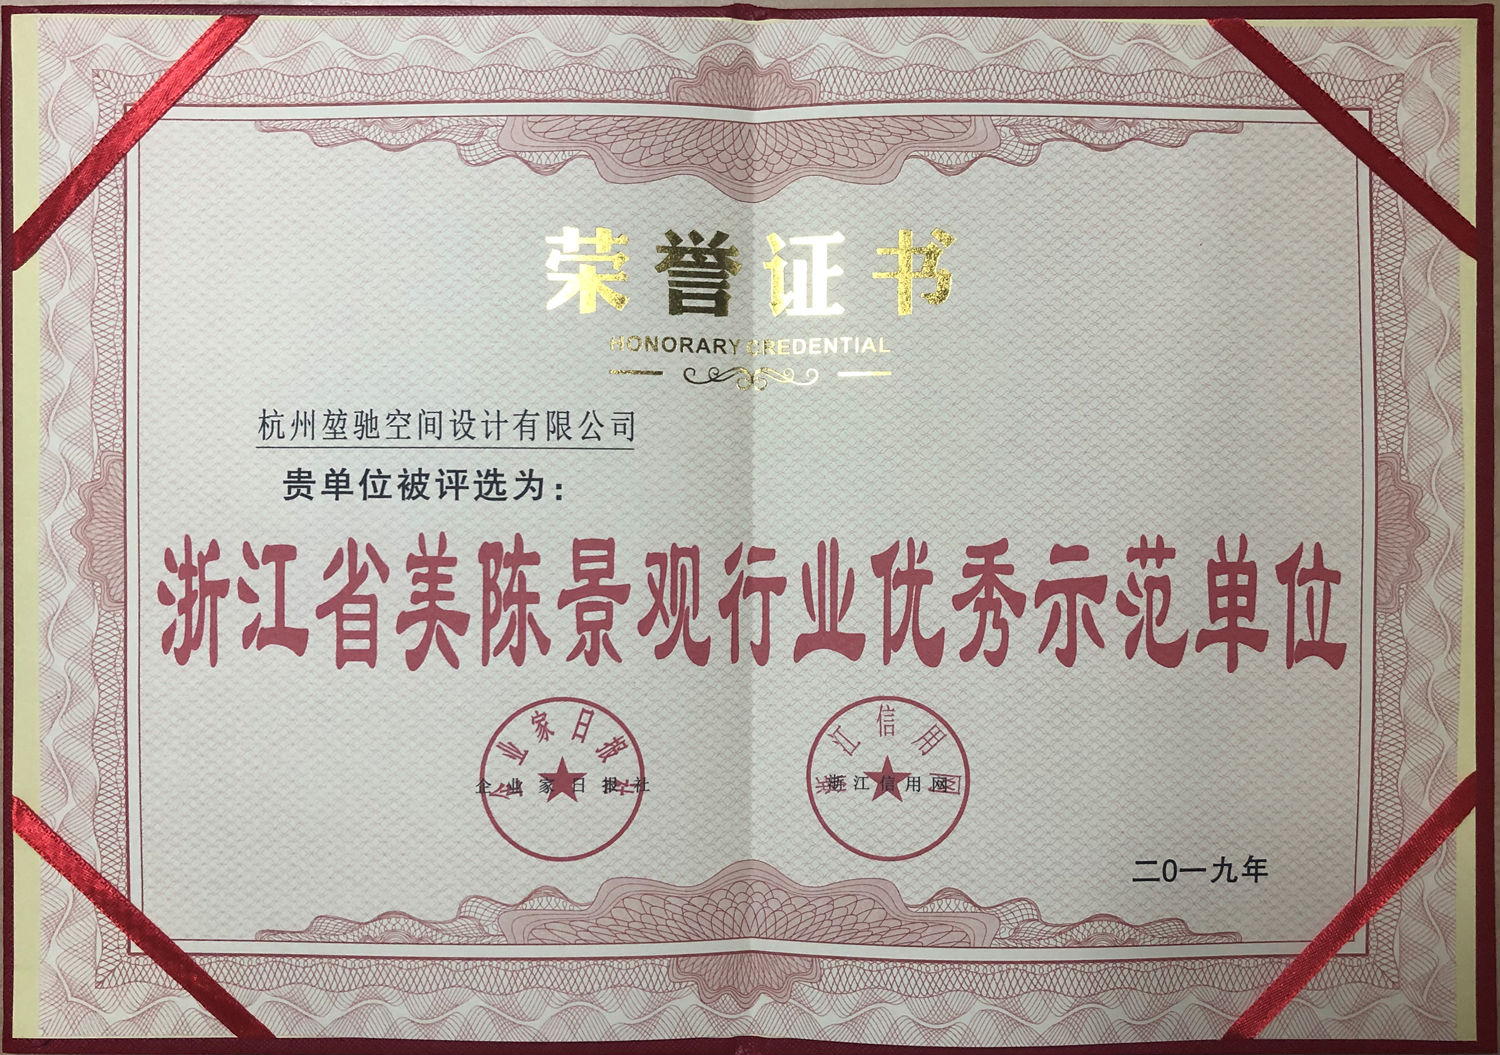 荣誉证书
HONORARY CREDENTIAL
杭州堃驰空间设计有限公司
贵单位被评选为：
浙江省美陈景观行业优秀示范单位
企业家日报社
企业家日报社
浙江信用网
浙江信用网
二0一九年